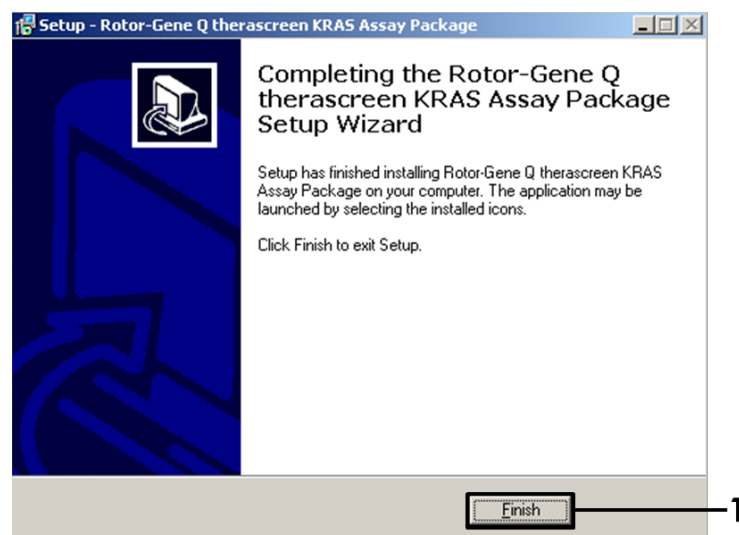 Setup - Rotor-Gene Q therascreen KRAS Assay Package
Completing the Rotor-Gene Q
therascreen KRAS Assay Package
Setup Wizard
Setup has finished installing Rotor-Gene Q therascreen KRAS
Assay Package on your computer. The application may be
launched by selecting the installed icons.
Click Finish to exit Setup.
Finish
1